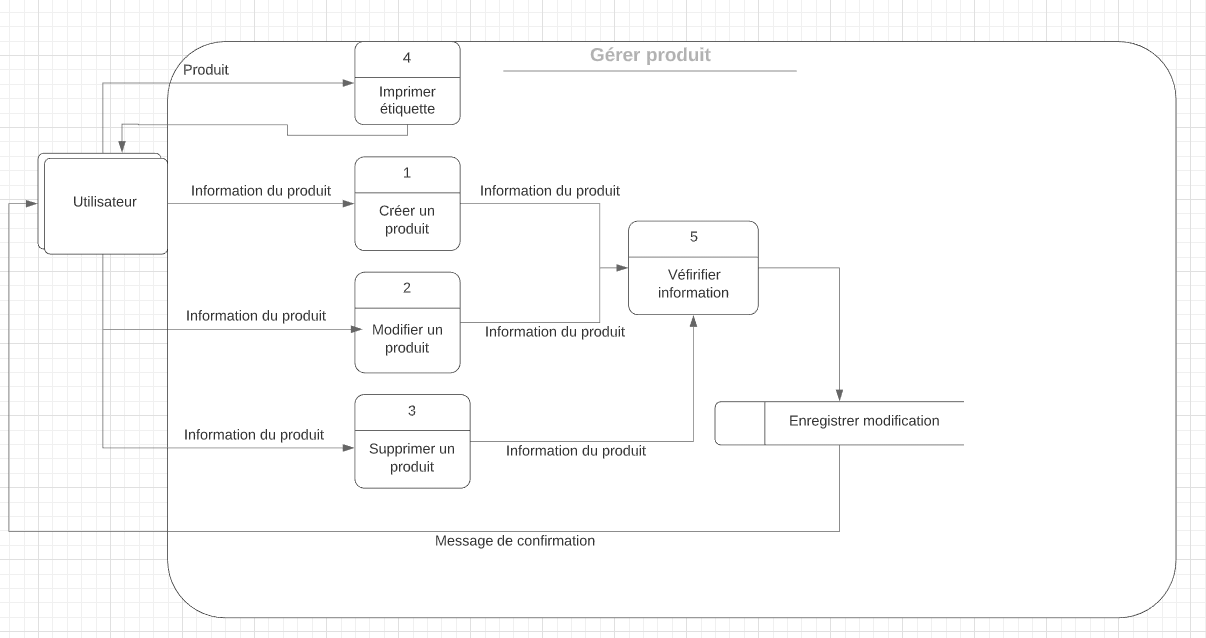 Gérer produit
4
Produit
Imprimer
étiquette
1
Utilisateur
Information du produit
Créer un
produit
Information du produit
5
Véfirifier
information
2
Information du produit
Modifier un
produit
Information du produit
3
Information du produit
Supprimer un
produit
Information du produit
Enregistrer modification
Message de confirmation